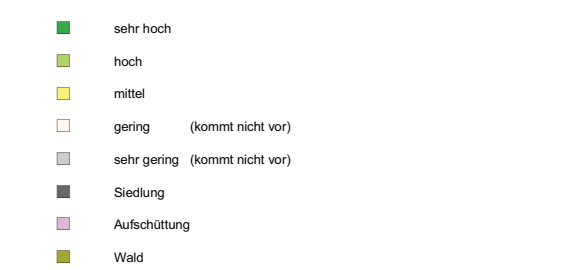 sehr hoch
hoch
mittel
gering (kommt nicht vor)
sehr gering (kommt nicht vor)
Siedlung
Aufschüttung
Wald